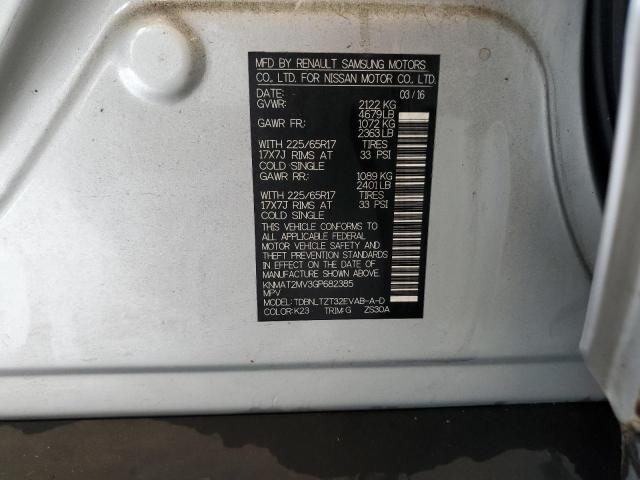 MFD BY RENAULT SAMSUNG MOTORS
CO., LTD. FOR NISSAN MOTOR CO., LTD.
DATE: 03/16
GVWR: 2122 KG
4679LB
GAWR FR: 1072 KG
2363LB
WITH 225/65R17 TIRES
17X7J RIMS AT 33 PSI
COLD SINGLE
GAWR RR: 1089 KG
2401LB
WITH 225/65R17 TIRES
17X7J RIMS AT 33 PSI
COLD SINGLE
THIS VEHICLE CONFORMS TO
ALL APPLICABLE FEDERAL
MOTOR VEHICLE SAFETY AND
THEFT PREVENTION STANDARDS
IN EFFECT ON THE DATE OF
MANUFACTURE SHOWN ABOVE.
KNMAT2MV3GP682385
MPV
MODEL: TDBNLTZT32EVAB-A-D
COLOR:K23 TRIM:G ZS30A